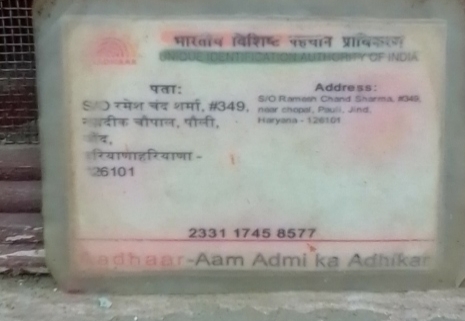 भारतीय विशिष्ट पहचान प्राधिकरण
UNIQUE IDENTIFICATION AUTHORITY OF INDIA
पता:
S/O रमेश चंद शर्मा, #349,
नजदीक चौपाल, पौली,
जींद,
हरियाणाहरियाणा -
126101
Address:
S/O Ramesh Chand Sharma, #349,
near chopal, Pauli, Jind,
Haryana - 126101
2331 1745 8577
Aadhaar-Aam Admi ka Adhikar